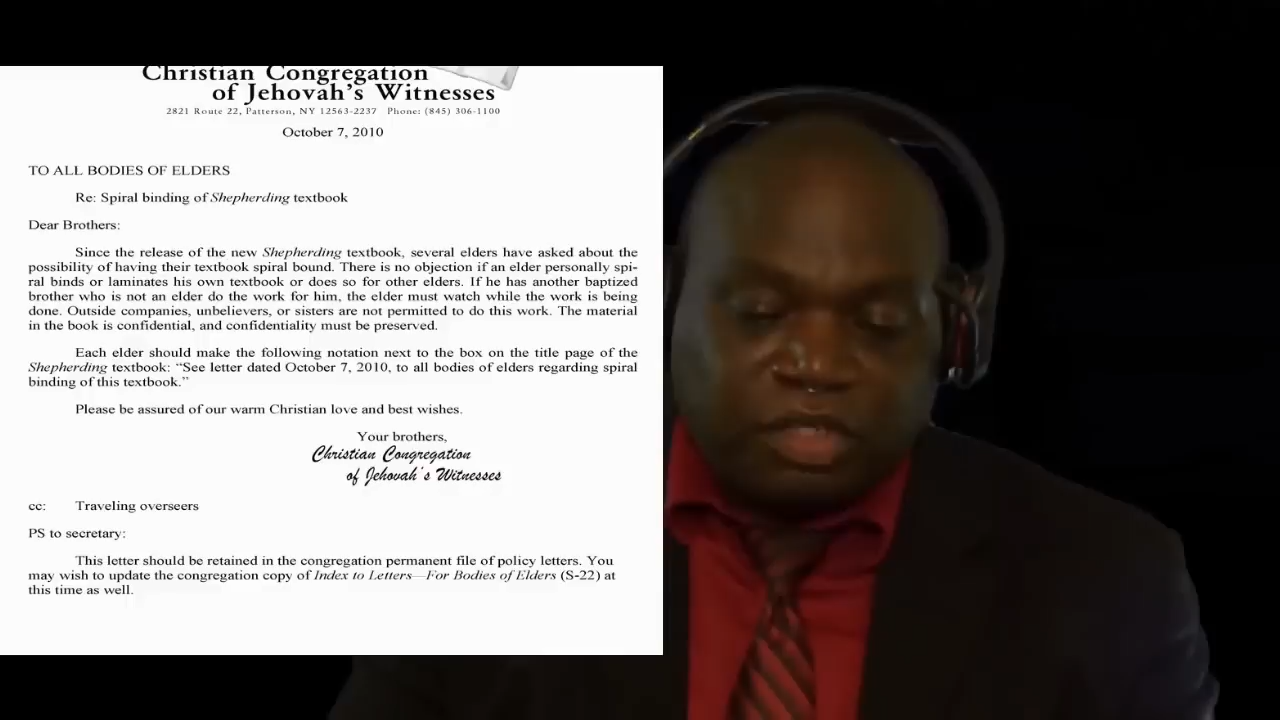 Christian Congregation
of Jehovah's Witnesses
2821 Route 22, Patterson, NY 12563-2237 Phone: (845) 306-1100
October 7, 2010
TO ALL BODIES OF ELDERS
Re: Spiral binding of Shepherding textbook
Dear Brothers:
Since the release of the new Shepherding textbook, several elders have asked about the
possibility of having their textbook spiral bound. There is no objection if an elder personally spi-
ral binds or laminates his own textbook or does so for other elders. If he has another baptized
brother who is not an elder do the work for him, the elder must watch while the work is being
done. Outside companies, unbelievers, or sisters are not permitted to do this work. The material
in the book is confidential, and confidentiality must be preserved.
Each elder should make the following notation next to the box on the title page of the
Shepherding textbook: “See letter dated October 7, 2010, to all bodies of elders regarding spiral
binding of this textbook.”
Please be assured of our warm Christian love and best wishes.
Your brothers,
Christian Congregation
of Jehovah's Witnesses
cc: Traveling overseers
PS to secretary:
This letter should be retained in the congregation permanent file of policy letters. You
may wish to update the congregation copy of Index to Letters—For Bodies of Elders (S-22) at
this time as well.